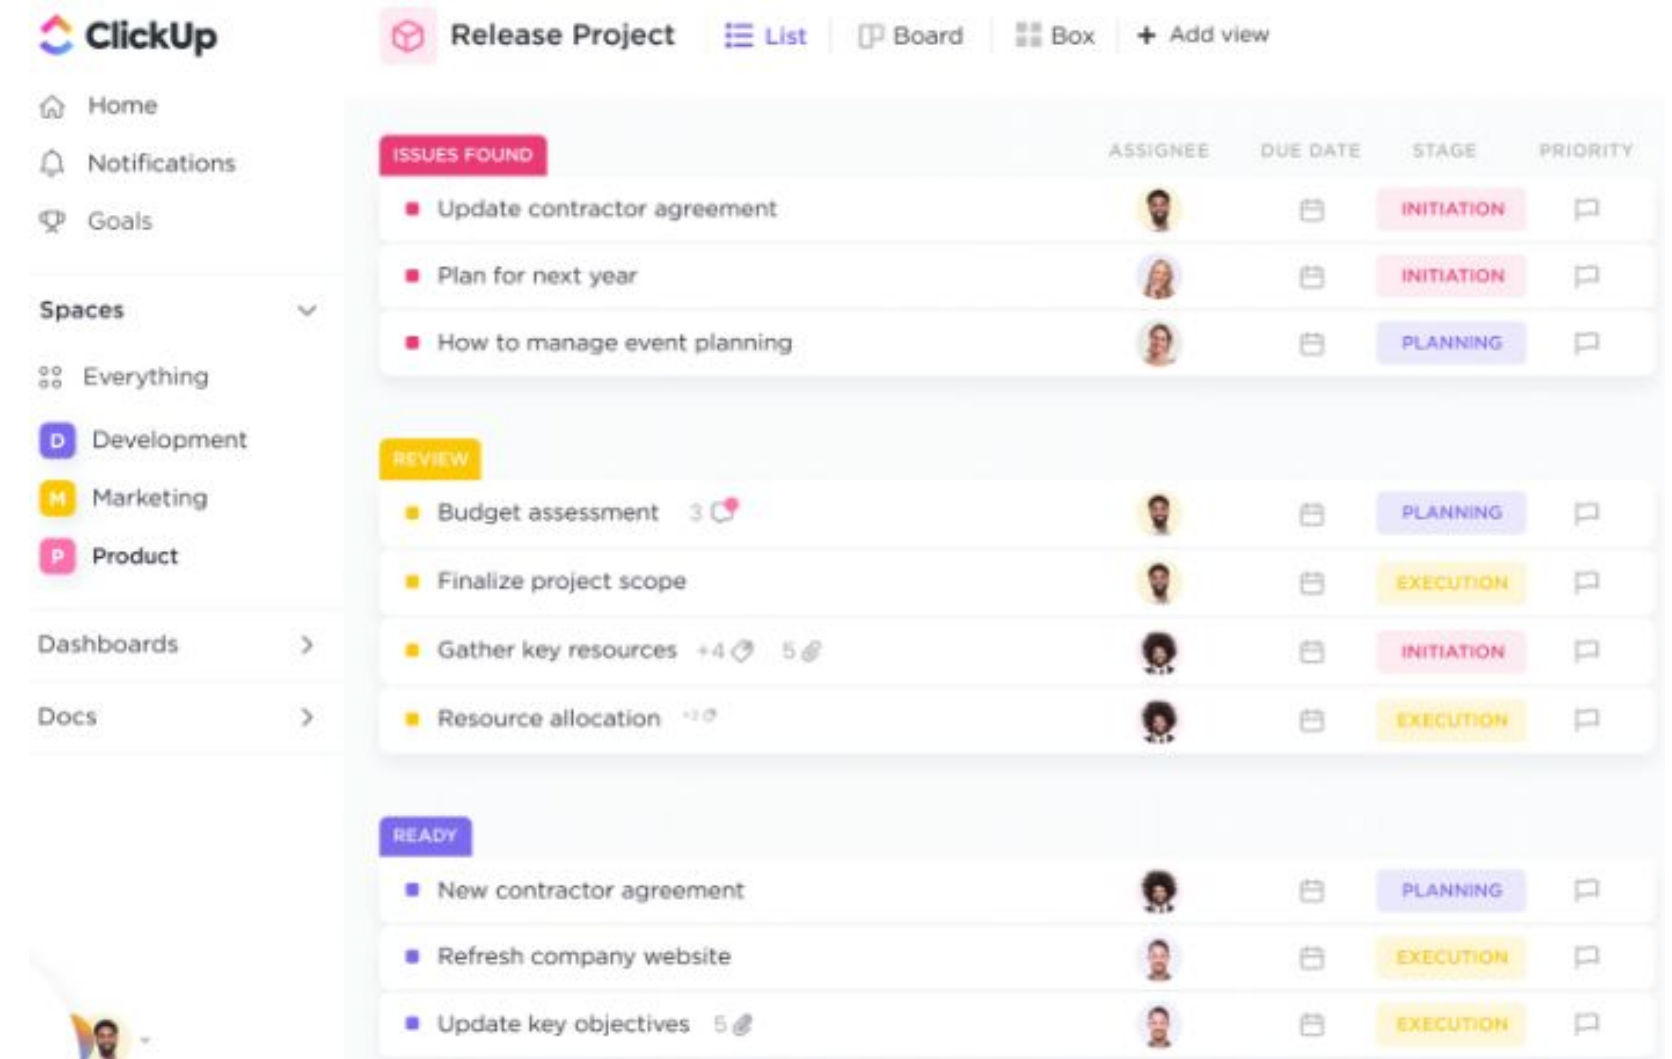 ClickUp
Home
Notifications
Goals
Spaces
Everything
D Development
M Marketing
P Product
Dashboards
Docs
Release Project List Board Box + Add view
ISSUES FOUND ASSIGNEE DUE DATE STAGE PRIORITY
Update contractor agreement INITIATION
Plan for next year INITIATION
How to manage event planning PLANNING
REVIEW
Budget assessment 3 PLANNING
Finalize project scope EXECUTION
Gather key resources +4 5 INITIATION
Resource allocation EXECUTION
READY
New contractor agreement PLANNING
Refresh company website EXECUTION
Update key objectives 5 EXECUTION